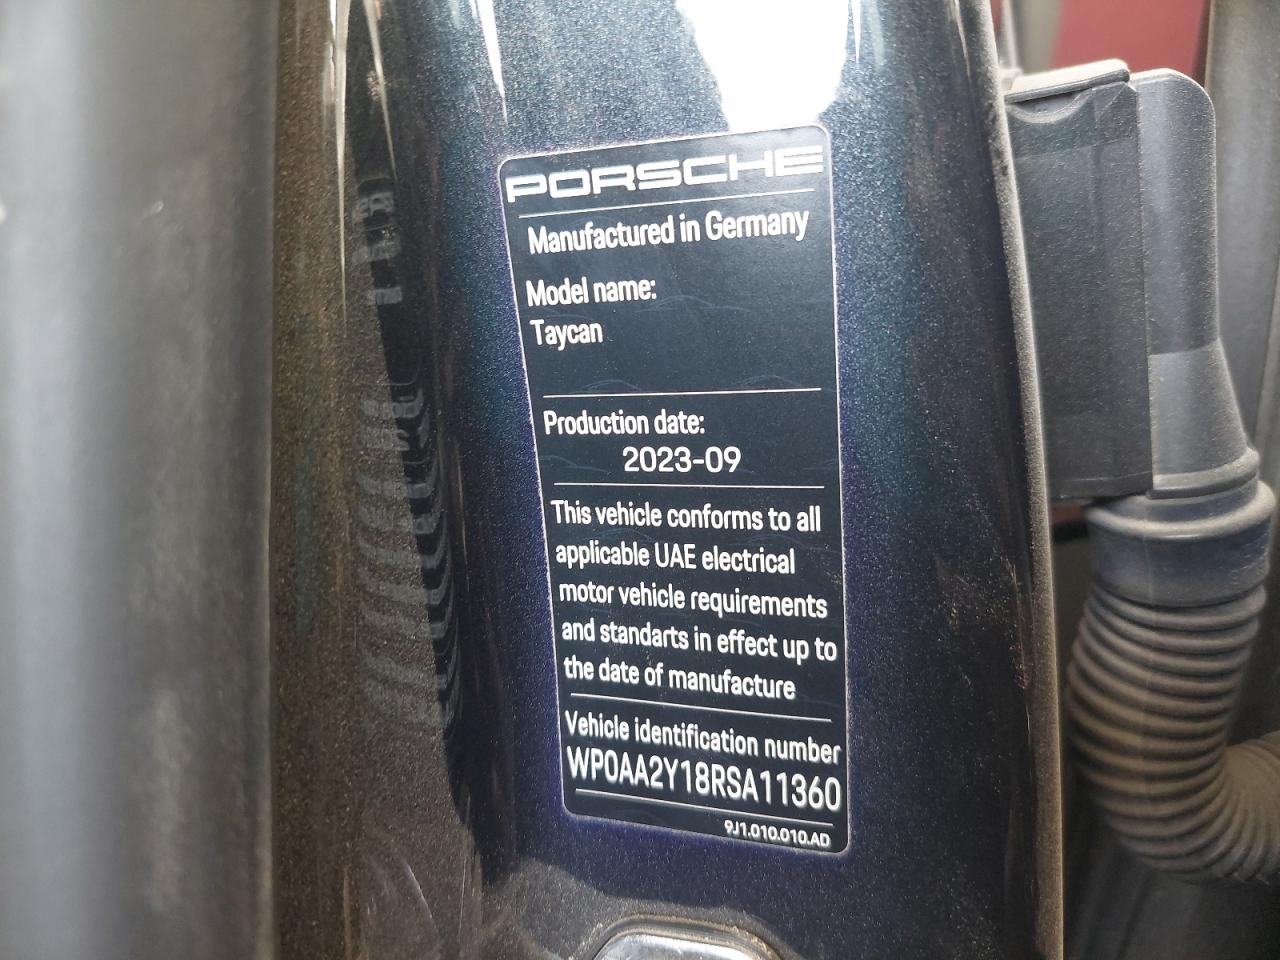 PORSCHE
Manufactured in Germany
Model name:
Taycan
Production date:
2023-09
This vehicle conforms to all
applicable UAE electrical
motor vehicle requirements
and standarts in effect up to
the date of manufacture
Vehicle identification number
WP0AA2Y18RSA11360
9J1.010.010.AD